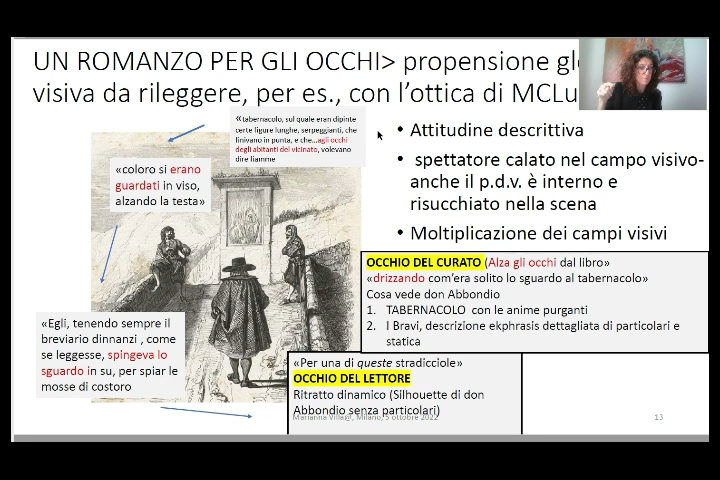 UN ROMANZO PER GLI OCCHI> propensione
visiva da rileggere, per es., con l'ottica di
«tabernacolo, sul quale eran dipinte
certe figure lunghe, serpeggianti, che
finivano in punta, e che...agli occhi
degli abitanti del vicinato, volevano
dire fiamme
«coloro si erano
guardati in viso,
alzando la testa»
«Egli, tenendo sempre il
breviario dinnanzi , come
se leggesse, spingeva lo
sguardo in su, per spiar le
mosse di costoro
• Attitudine descrittiva
• spettatore calato nel campo visivo-
anche il p.d.v. è interno e
risucchiato nella scena
• Moltiplicazione dei campi visivi
OCCHIO DEL CURATO (Alza gli occhi dal libro»
«drizzando com'era solito lo sguardo al tabernacolo»
Cosa vede don Abbondio
1. TABERNACOLO con le anime purganti
2. I Bravi, descrizione ekphrasis dettagliata di particolari e
statica
«Per una di queste stradicciole»
OCCHIO DEL LETTORE
Ritratto dinamico (Silhouette di don
Abbondio senza particolari)
Marianna Villa©, Milano, 5 ottobre 2022
13